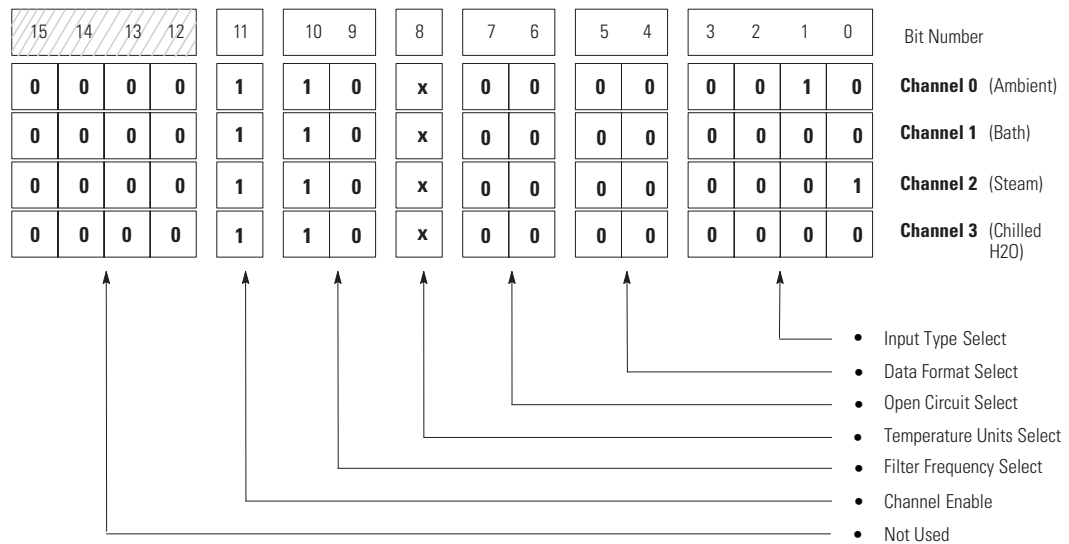 15 14 13 12 11 10 9 8 7 6 5 4 3 2 1 0 Bit Number
0 0 0 0 1 1 0 x 0 0 0 0 0 0 1 0 Channel 0 (Ambient)
0 0 0 0 1 1 0 x 0 0 0 0 0 0 0 0 Channel 1 (Bath)
0 0 0 0 1 1 0 x 0 0 0 0 0 0 0 1 Channel 2 (Steam)
0 0 0 0 1 1 0 x 0 0 0 0 0 0 0 0 Channel 3 (Chilled
H2O)
• Input Type Select
• Data Format Select
• Open Circuit Select
• Temperature Units Select
• Filter Frequency Select
• Channel Enable
• Not Used